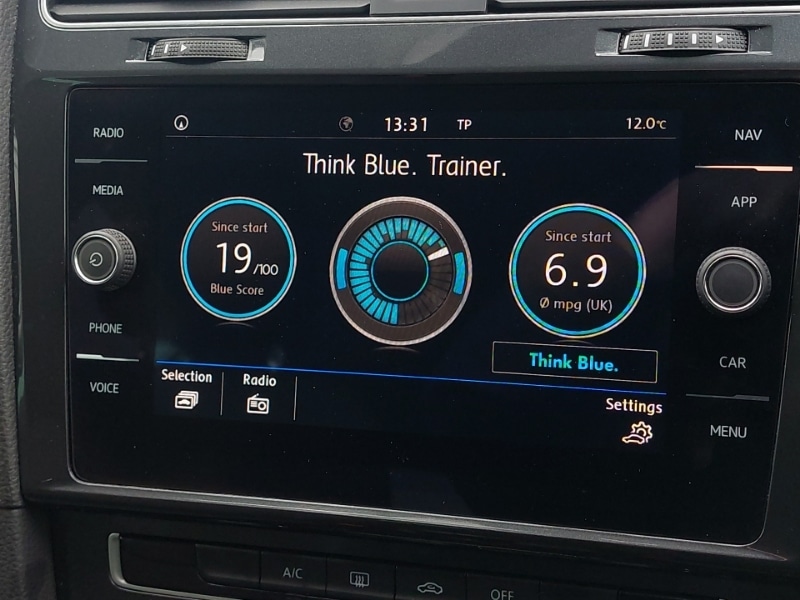 RADIO
MEDIA
PHONE
VOICE
13:31 TP 12.0°C
Think Blue. Trainer.
Since start
19/100
Blue Score
Since start
6.9
Ø mpg (UK)
Think Blue.
Selection
Radio
Settings
NAV
APP
CAR
MENU
A/C
OFF